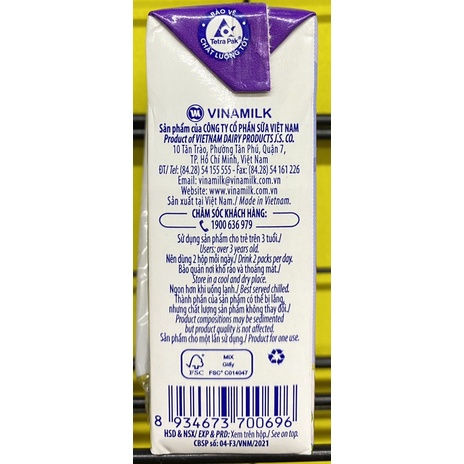 BẢO VỆ
Tetra Pak
CHẤT LƯỢNG TỐT
VINAMILK
Sản phẩm của CÔNG TY CỔ PHẦN SỮA VIỆT NAM
Product of VIETNAM DAIRY PRODUCTS J.S. CO.
10 Tân Trào, Phường Tân Phú, Quận 7,
TP. Hồ Chí Minh, Việt Nam
ĐT/ Tel: (84.28) 54 155 555 - Fax: (84.28) 54 161 226
Email: vinamilk@vinamilk.com.vn
Website: www.vinamilk.com.vn
Sản xuất tại Việt Nam./ Made in Vietnam.
CHĂM SÓC KHÁCH HÀNG:
1900 636 979
Sử dụng sản phẩm cho trẻ trên 3 tuổi./
Users: over 3 years old.
Nên dùng 2 hộp mỗi ngày./ Drink 2 packs per day.
Bảo quản nơi khô ráo và thoáng mát./
Store in a cool and dry place.
Ngon hơn khi uống lạnh./ Best served chilled.
Thành phần của sản phẩm có thể bị lắng,
nhưng chất lượng sản phẩm không thay đổi./
Product compositions may be sedimented
but product quality is not affected.
Sản phẩm cho một lần sử dụng./ Product for one use.
FSC
MIX
Giấy
FSC® C014047
8 934673 700696
HSD & NSX/ EXP & PRD: Xem trên hộp./ See on top.
CBSP số: 04-F3/VNM/2021